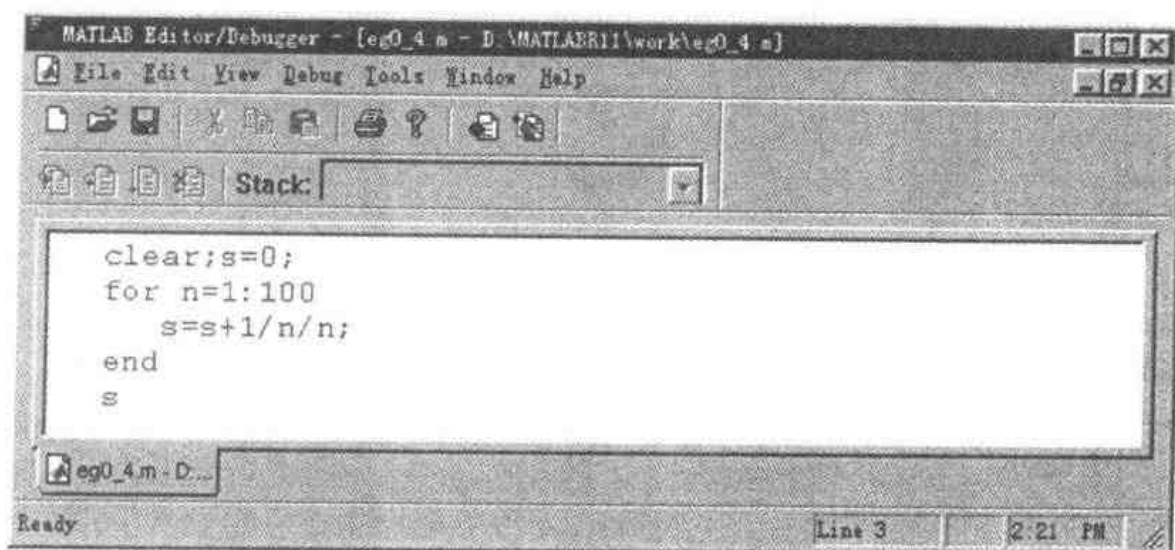 MATLAB Editor/Debugger - [eg0_4 m - D \MATLABR11\work\eg0_4 m]
File Edit View Debug Tools Window Help
Stack:
clear;s=0;
for n=1:100
s=s+1/n/n;
end
s
eg0_4.m - D:...
Ready Line 3 2:21 PM